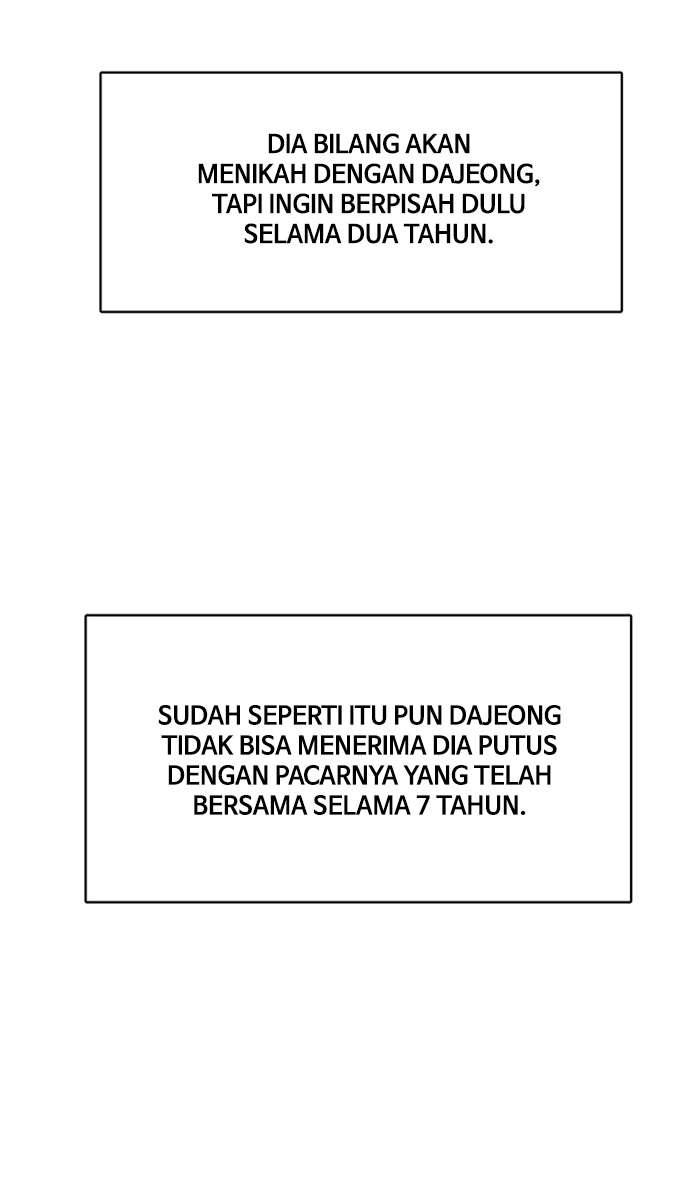 DIA BILANG AKAN
MENIKAH DENGAN DAJEONG,
TAPI INGIN BERPISAH DULU
SELAMA DUA TAHUN.
SUDAH SEPERTI ITU PUN DAJEONG
TIDAK BISA MENERIMA DIA PUTUS
DENGAN PACARNYA YANG TELAH
BERSAMA SELAMA 7 TAHUN.